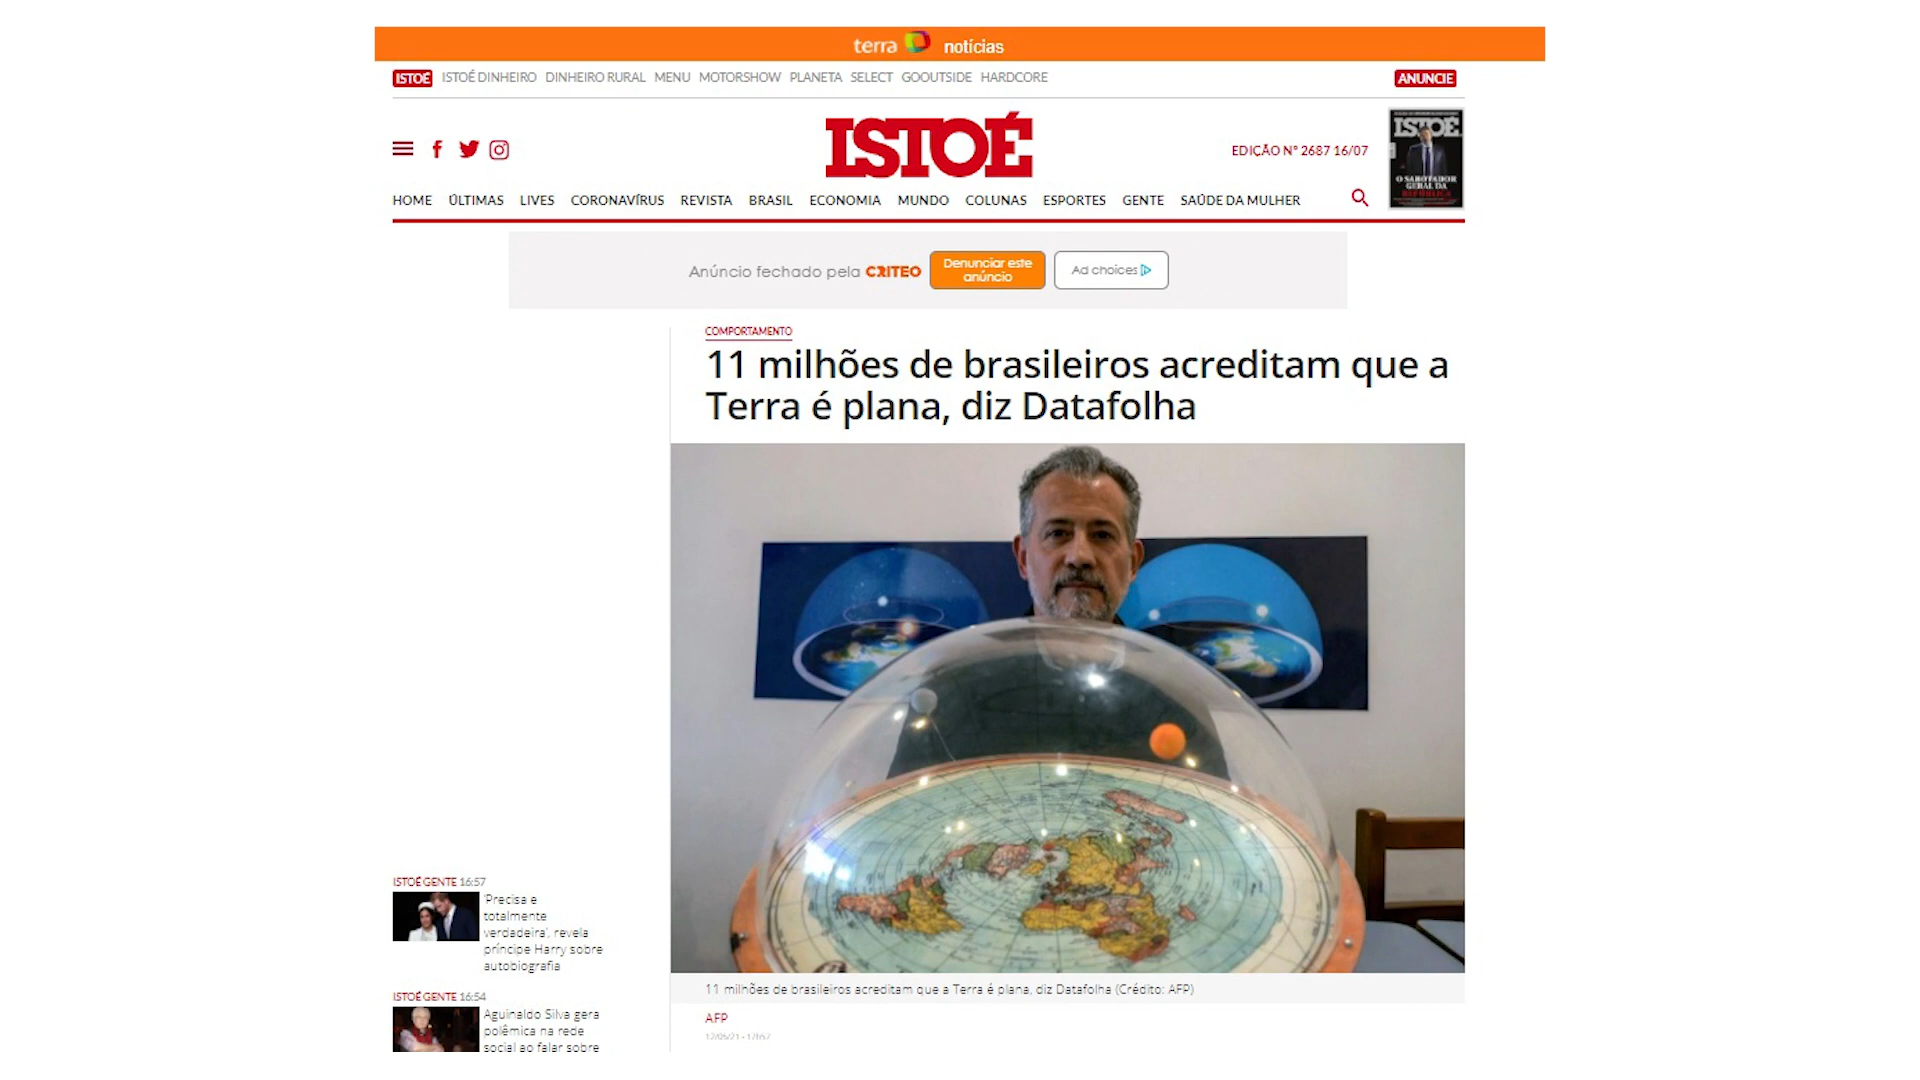 terra notícias
ISTOÉ ISTOÉ DINHEIRO DINHEIRO RURAL MENU MOTORSHOW PLANETA SELECT GOOUTSIDE HARDCORE ANUNCIE
ISTOÉ
EDIÇÃO Nº 2687 16/07
ISTOÉ
O SABOTADOR
GERAL DA
REPÚBLICA
HOME ÚLTIMAS LIVES CORONAVÍRUS REVISTA BRASIL ECONOMIA MUNDO COLUNAS ESPORTES GENTE SAÚDE DA MULHER
Anúncio fechado pela CRITEO
Denunciar este
anúncio
Ad choices
COMPORTAMENTO
11 milhões de brasileiros acreditam que a
Terra é plana, diz Datafolha
11 milhões de brasileiros acreditam que a Terra é plana, diz Datafolha (Crédito: AFP)
AFP
ISTOÉ GENTE 16:57
'Precisa e
totalmente
verdadeira', revela
príncipe Harry sobre
autobiografia
ISTOÉ GENTE 16:54
Aguinaldo Silva gera
polêmica na rede
social ao falar sobre